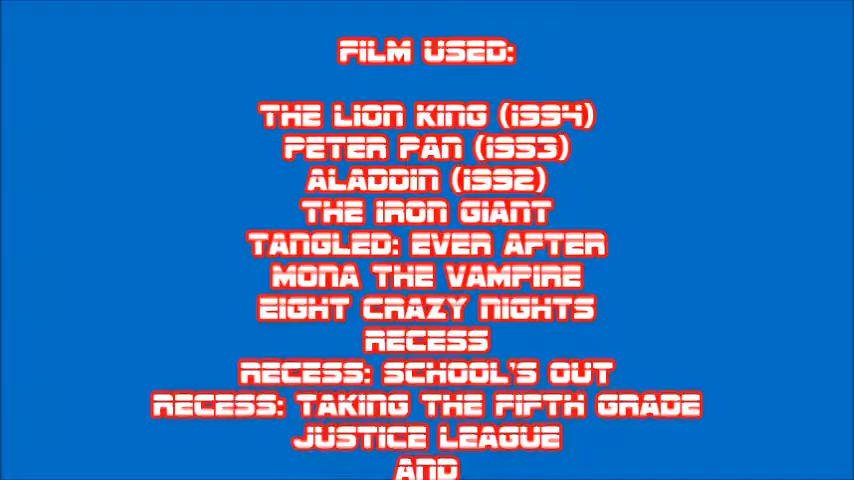 FILM USED:
THE LION KING (1994)
PETER PAN (1953)
ALADDIN (1992)
THE IRON GIANT
TANGLED: EVER AFTER
MONA THE VAMPIRE
EIGHT CRAZY NIGHTS
RECESS
RECESS: SCHOOL'S OUT
RECESS: TAKING THE FIFTH GRADE
JUSTICE LEAGUE
AND